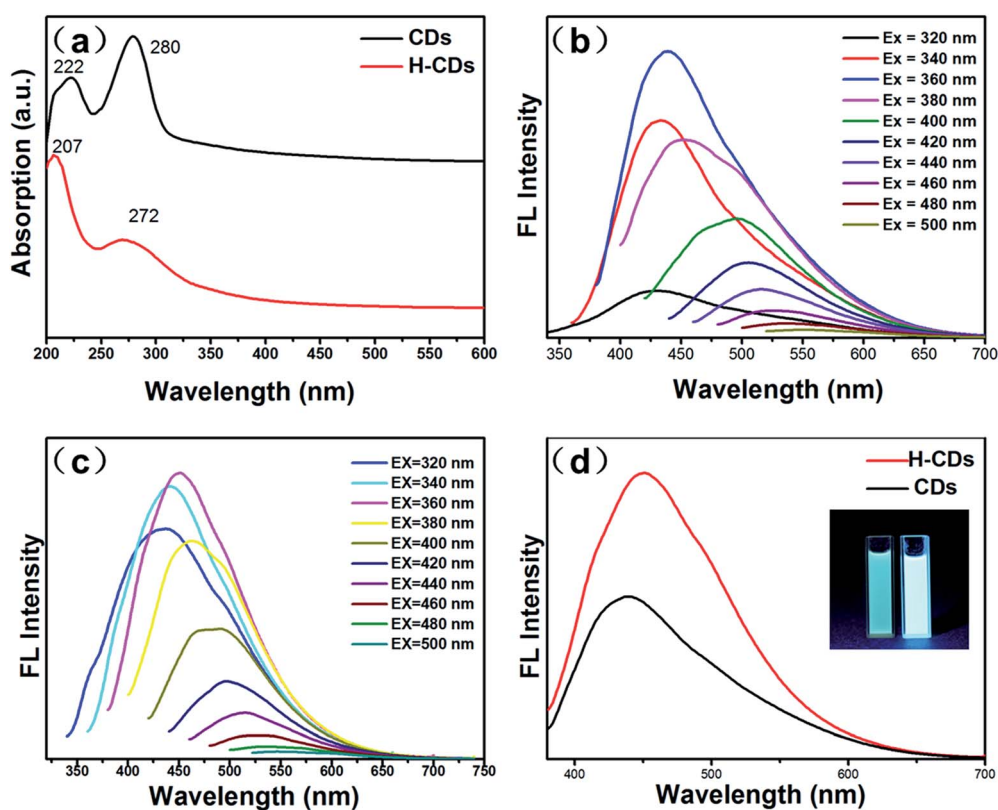 (a)
CDs
H-CDs
222
280
207
272
Absorption (a.u.)
200 250 300 350 400 450 500 550 600
Wavelength (nm)
(b)
Ex = 320 nm
Ex = 340 nm
Ex = 360 nm
Ex = 380 nm
Ex = 400 nm
Ex = 420 nm
Ex = 440 nm
Ex = 460 nm
Ex = 480 nm
Ex = 500 nm
FL Intensity
350 400 450 500 550 600 650 700
Wavelength (nm)
(c)
EX=320 nm
EX=340 nm
EX=360 nm
EX=380 nm
EX=400 nm
EX=420 nm
EX=440 nm
EX=460 nm
EX=480 nm
EX=500 nm
FL Intensity
350 400 450 500 550 600 650 700 750
Wavelength (nm)
(d)
H-CDs
CDs
FL Intensity
400 500 600 700
Wavelength (nm)